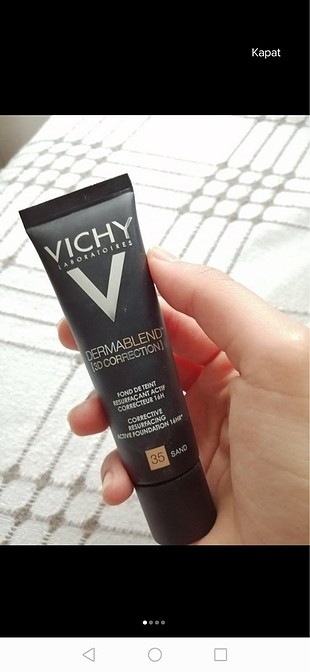 Kapat
VICHY
LABORATOIRES
DERMABLEND™
[3D CORRECTION]
FOND DE TEINT
RESURFAÇANT ACTIF
CORRECTEUR 16H
CORRECTIVE
RESURFACING
ACTIVE FOUNDATION 16HR*
35 SAND